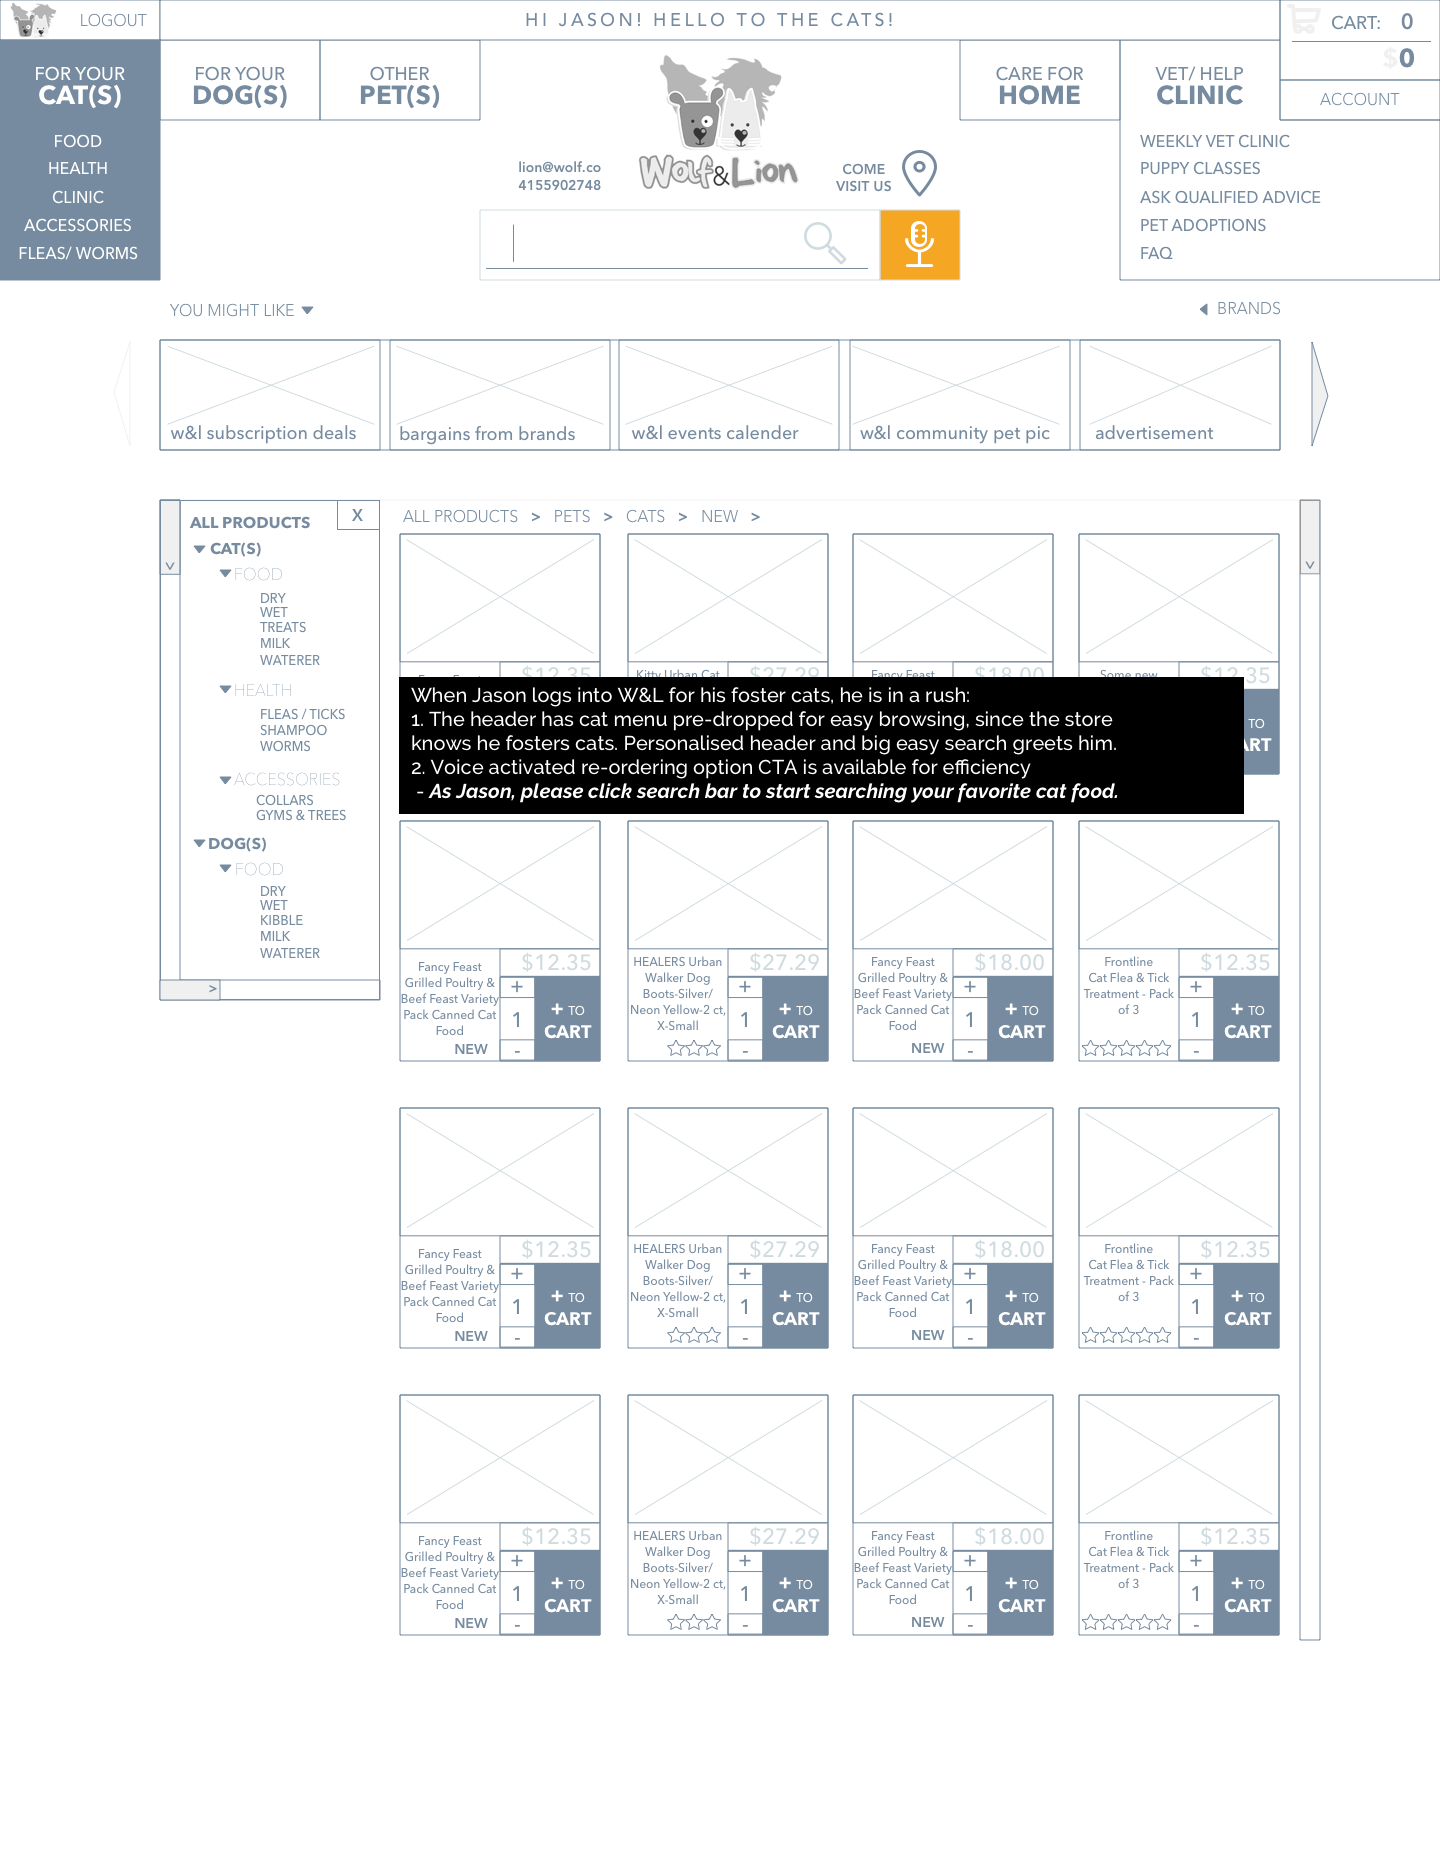 LOGOUT
HI JASON! HELLO TO THE CATS!
CART: 0
$0
ACCOUNT
FOR YOUR
CAT(S)
FOOD
HEALTH
CLINIC
ACCESSORIES
FLEAS/ WORMS
FOR YOUR
DOG(S)
OTHER
PET(S)
lion@wolf.co
4155902748
Wolf&Lion
COME
VISIT US
CARE FOR
HOME
VET/ HELP
CLINIC
WEEKLY VET CLINIC
PUPPY CLASSES
ASK QUALIFIED ADVICE
PET ADOPTIONS
FAQ
YOU MIGHT LIKE
BRANDS
w&l subscription deals
bargains from brands
w&l events calender
w&l community pet pic
advertisement
ALL PRODUCTS
X
CAT(S)
FOOD
DRY
WET
TREATS
MILK
WATERER
HEALTH
FLEAS / TICKS
SHAMPOO
WORMS
ACCESSORIES
COLLARS
GYMS & TREES
DOG(S)
FOOD
DRY
WET
KIBBLE
MILK
WATERER
>
v
ALL PRODUCTS > PETS > CATS > NEW >
v
$12.35
Kitty Urban Cat
$27.29
Fancy Feast
$18.00
Some new
$12.35
TO
ART
When Jason logs into W&L for his foster cats, he is in a rush:
1. The header has cat menu pre-dropped for easy browsing, since the store
knows he fosters cats. Personalised header and big easy search greets him.
2. Voice activated re-ordering option CTA is available for efficiency
- As Jason, please click search bar to start searching your favorite cat food.
Fancy Feast
Grilled Poultry &
Beef Feast Variety
Pack Canned Cat
Food
NEW
$12.35
+
1
-
+ TO
CART
HEALERS Urban
Walker Dog
Boots-Silver/
Neon Yellow-2 ct,
X-Small
$27.29
+
1
-
+ TO
CART
Fancy Feast
Grilled Poultry &
Beef Feast Variety
Pack Canned Cat
Food
NEW
$18.00
+
1
-
+ TO
CART
Frontline
Cat Flea & Tick
Treatment - Pack
of 3
$12.35
+
1
-
+ TO
CART
Fancy Feast
Grilled Poultry &
Beef Feast Variety
Pack Canned Cat
Food
NEW
$12.35
+
1
-
+ TO
CART
HEALERS Urban
Walker Dog
Boots-Silver/
Neon Yellow-2 ct,
X-Small
$27.29
+
1
-
+ TO
CART
Fancy Feast
Grilled Poultry &
Beef Feast Variety
Pack Canned Cat
Food
NEW
$18.00
+
1
-
+ TO
CART
Frontline
Cat Flea & Tick
Treatment - Pack
of 3
$12.35
+
1
-
+ TO
CART
Fancy Feast
Grilled Poultry &
Beef Feast Variety
Pack Canned Cat
Food
NEW
$12.35
+
1
-
+ TO
CART
HEALERS Urban
Walker Dog
Boots-Silver/
Neon Yellow-2 ct,
X-Small
$27.29
+
1
-
+ TO
CART
Fancy Feast
Grilled Poultry &
Beef Feast Variety
Pack Canned Cat
Food
NEW
$18.00
+
1
-
+ TO
CART
Frontline
Cat Flea & Tick
Treatment - Pack
of 3
$12.35
+
1
-
+ TO
CART